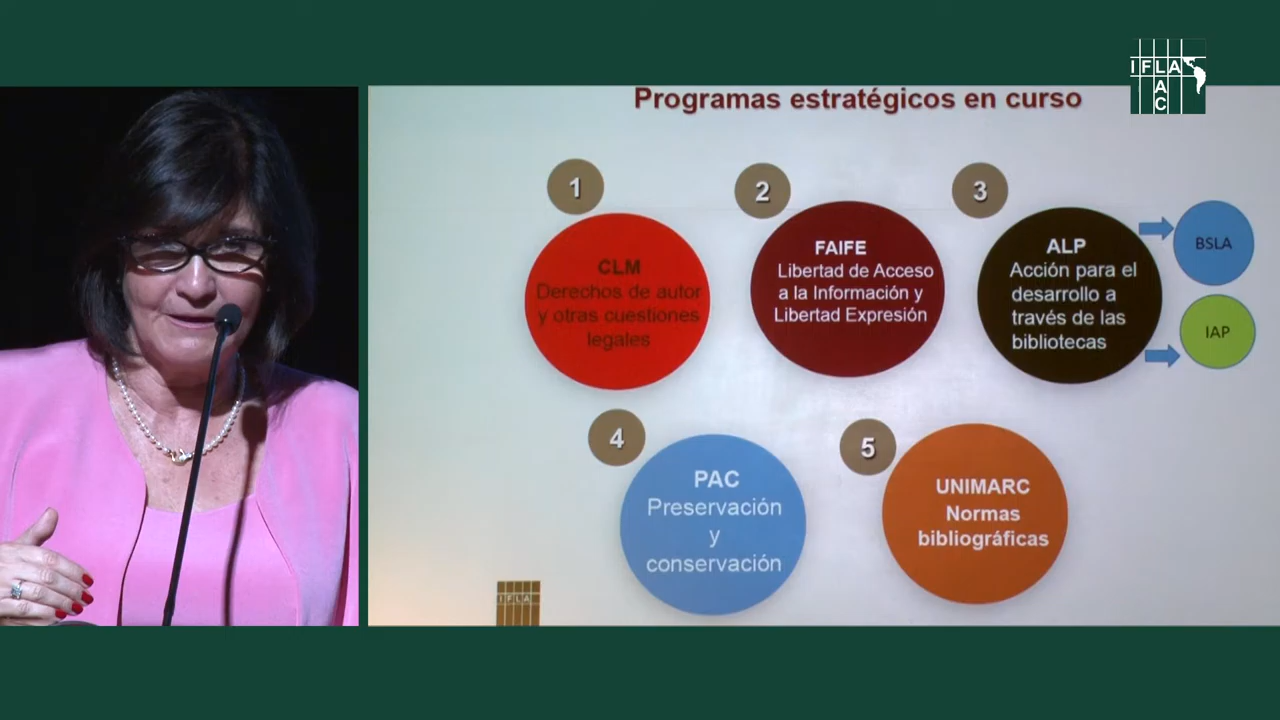 IFLA
LAC
Programas estratégicos en curso
1
CLM
Derechos de autor
y otras cuestiones
legales
2
FAIFE
Libertad de Acceso
a la Información y
Libertad Expresión
3
ALP
Acción para el
desarrollo a
través de las
bibliotecas
BSLA
IAP
4
PAC
Preservación
y
conservación
5
UNIMARC
Normas
bibliográficas
IFLA